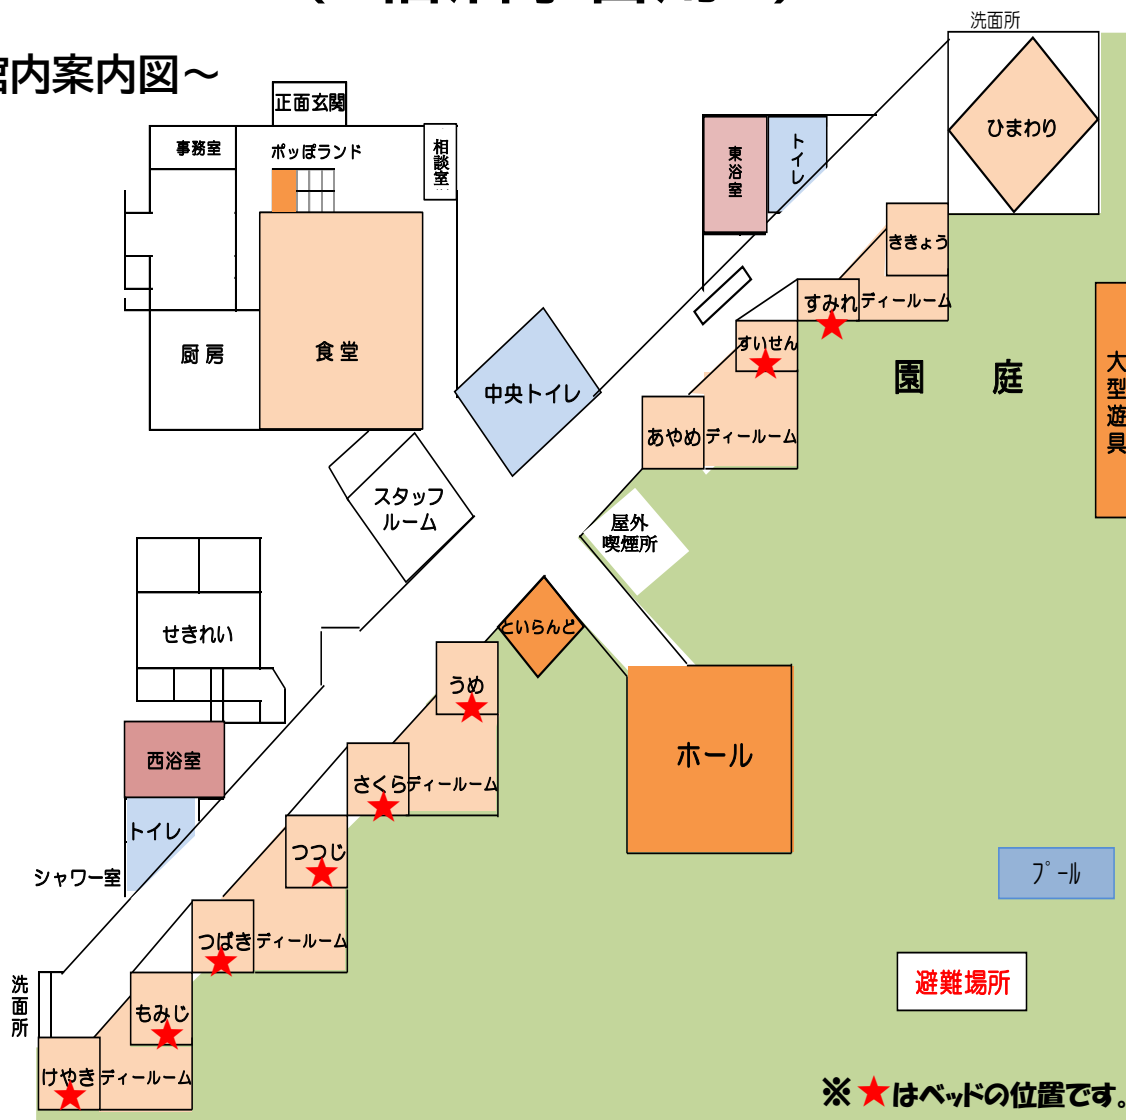 洗面所
館内案内図～
正面玄関
事務室
ポッぽランド
相談室
東浴室
トイレ
ひまわり
ききょう
すみれ
ディールーム
すいせん
厨房
食堂
中央トイレ
園庭
大型遊具
あやめ
ディールーム
スタッフ
ルーム
屋外
喫煙所
せきれい
といらんど
うめ
ホール
西浴室
さくら
ディールーム
トイレ
つつじ
シャワー室
プール
つばき
ディールーム
避難場所
洗面所
もみじ
けやき
ディールーム
※★はベッドの位置です。